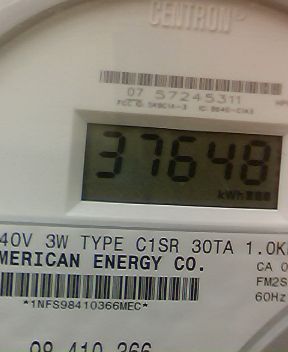 CENTRON
07 57245311
37648
kWh
40V 3W TYPE C1SR 30TA 1.0K
MERICAN ENERGY CO.
CA 0
FM2S
60Hz
*1NFS98410366MEC*
98 410 366